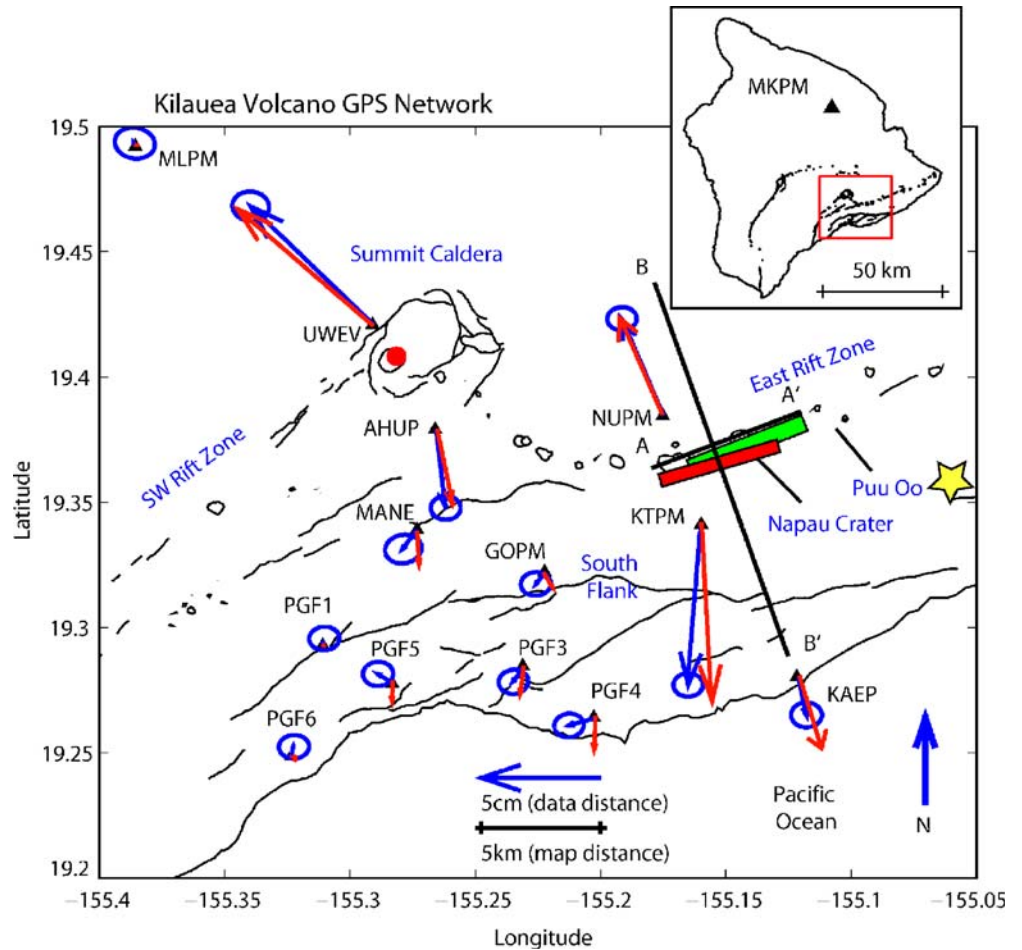 Kilauea Volcano GPS Network
MKPM
50 km
19.5
19.45
19.4
19.35
19.3
19.25
19.2
Latitude
MLPM
Summit Caldera
B
UWEV
East Rift Zone
A'
NUPM
AHUP
A
SW Rift Zone
Puu Oo
MANE
KTPM
Napau Crater
GOPM
South
Flank
PGF1
PGF5
PGF3
B'
PGF4
KAEP
PGF6
5cm (data distance)
5km (map distance)
Pacific
Ocean
N
−155.4
−155.35
−155.3
−155.25
−155.2
−155.15
−155.1
−155.05
Longitude